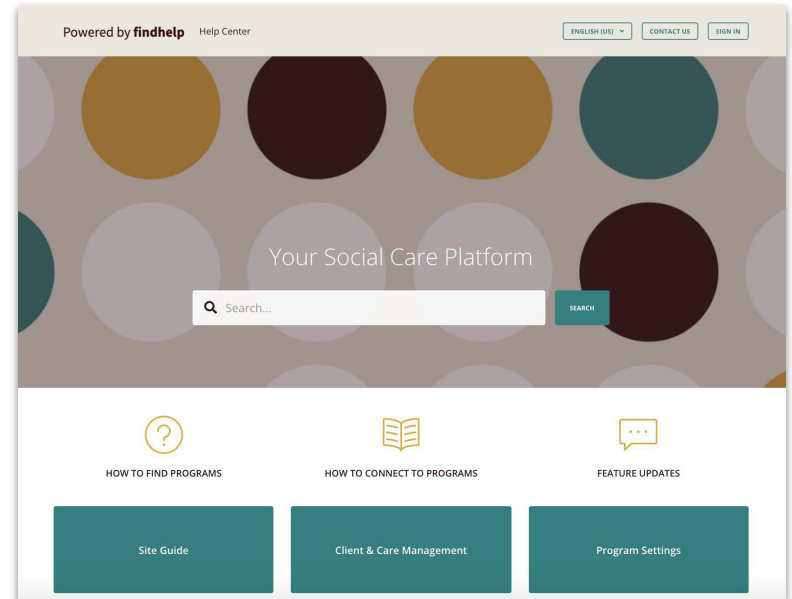 Powered by findhelp Help Center
ENGLISH (US) CONTACT US SIGN IN
Your Social Care Platform
Search...
SEARCH
HOW TO FIND PROGRAMS
HOW TO CONNECT TO PROGRAMS
FEATURE UPDATES
Site Guide
Client & Care Management
Program Settings